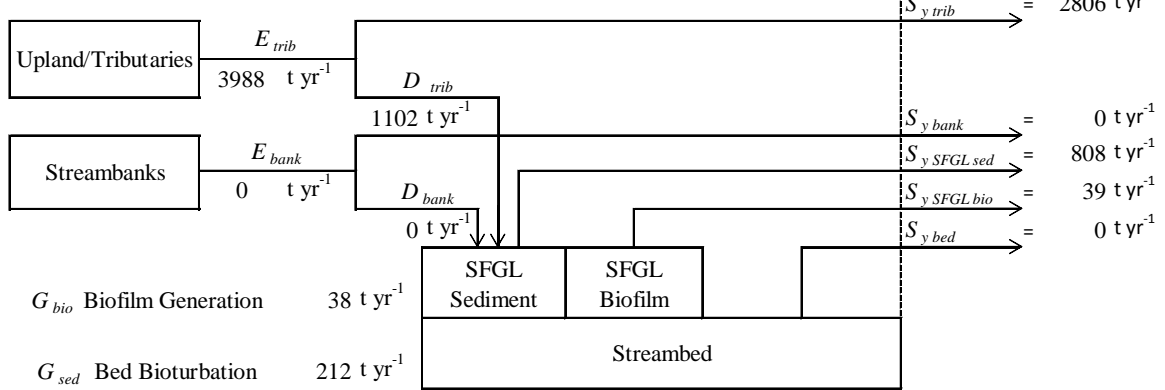 S y trib = 2806 t yr
Upland/Tributaries
E trib
3988 t yr-1
D trib
1102 t yr-1
S y bank = 0 t yr-1
Streambanks
E bank
0 t yr-1
S y SFGL sed = 808 t yr-1
D bank
0 t yr-1
S y SFGL bio = 39 t yr-1
S y bed = 0 t yr-1
SFGL
Sediment
SFGL
Biofilm
G bio Biofilm Generation 38 t yr-1
Streambed
G sed Bed Bioturbation 212 t yr-1